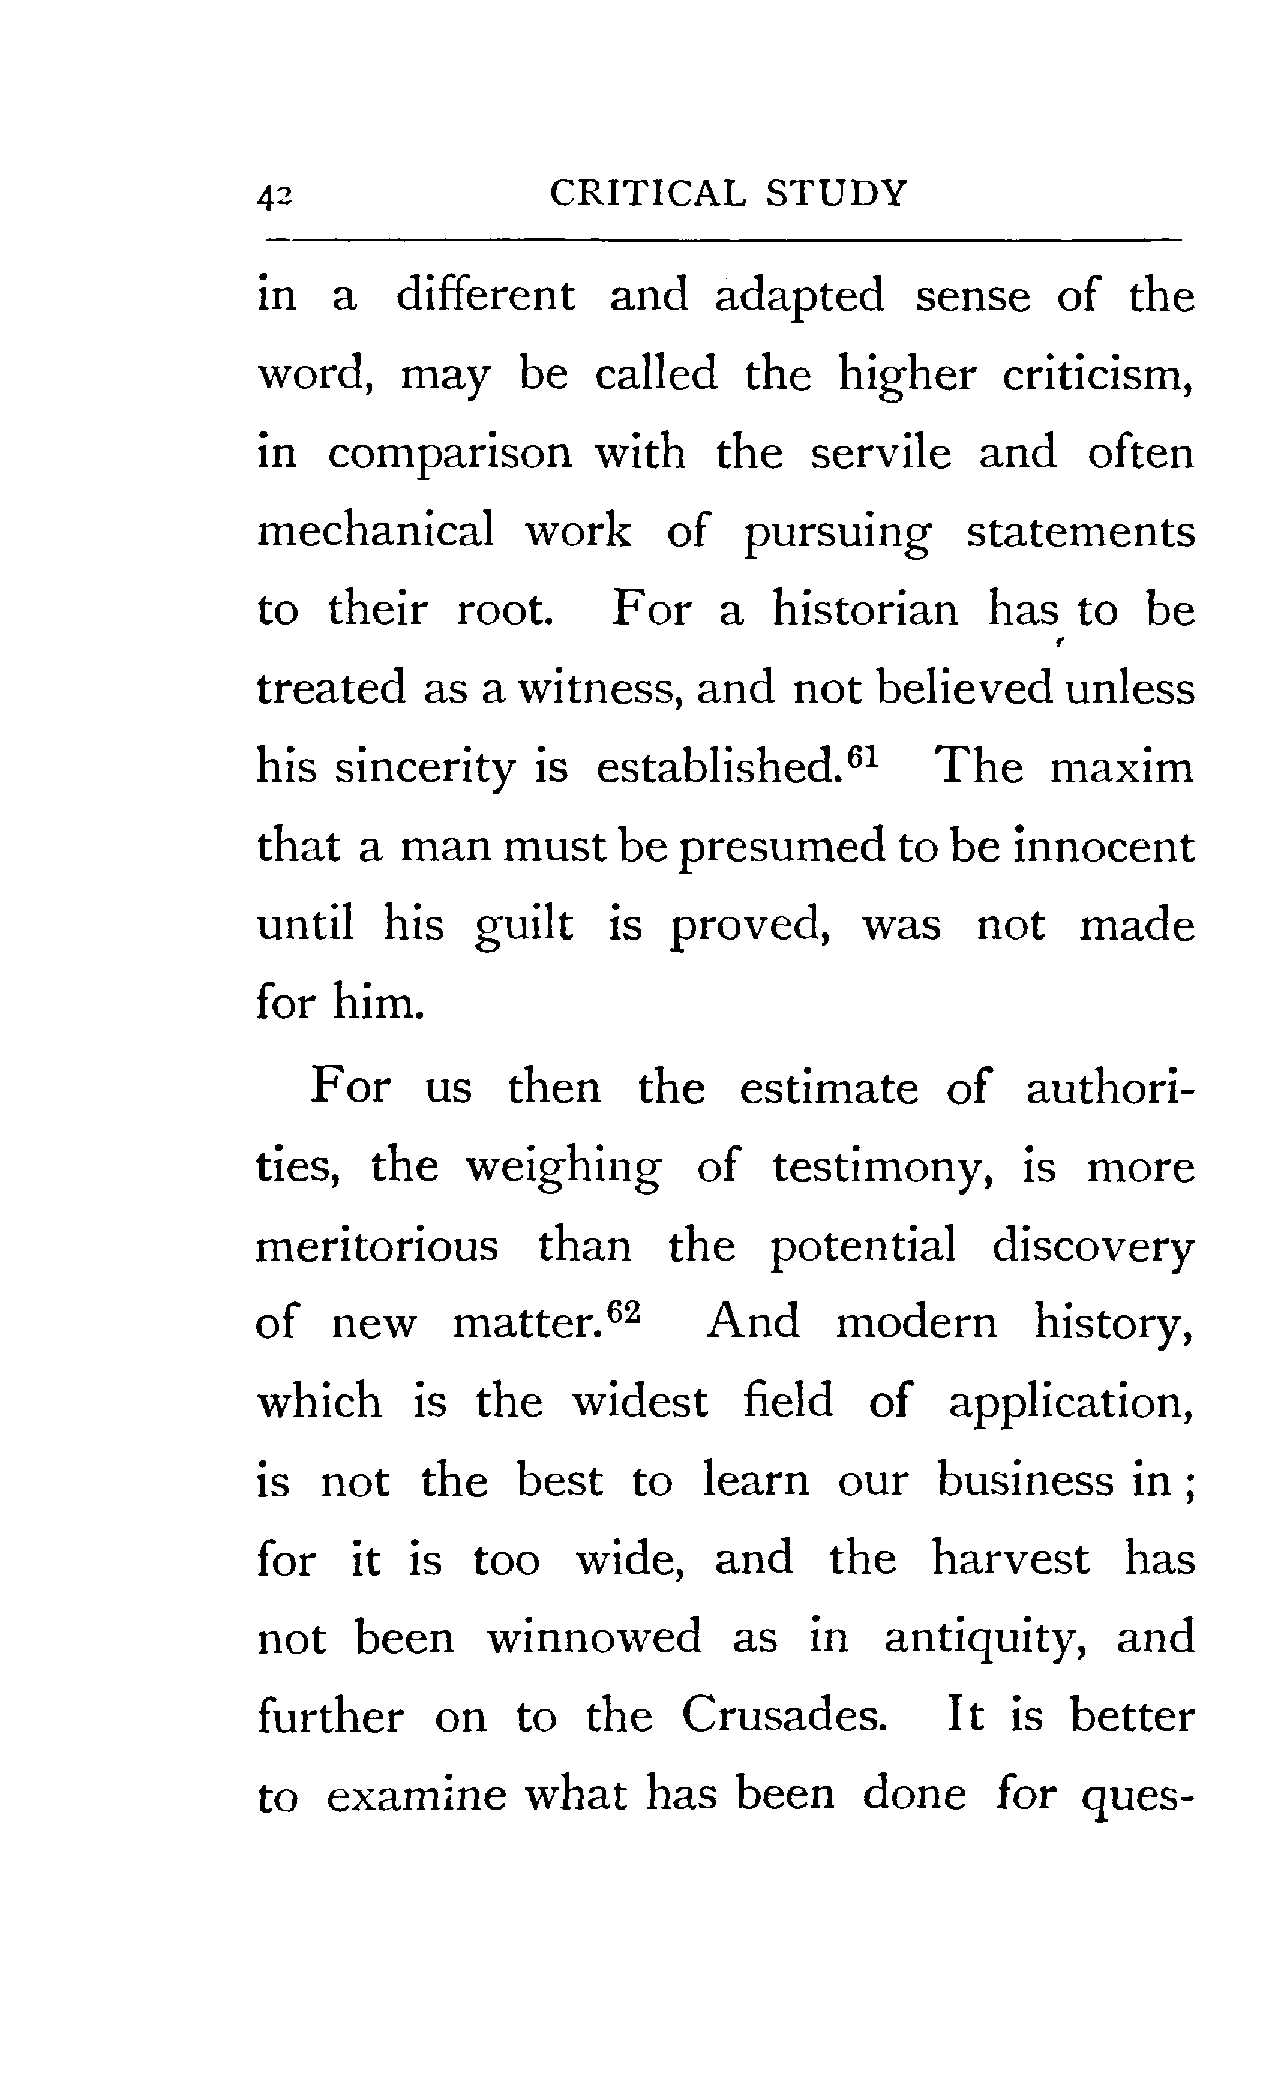 42 CRITICAL STUDY
in a different and adapted sense of the
word, may be called the higher criticism,
in comparison with the servile and often
mechanical work of pursuing statements
to their root. For a historian has to be
treated as a witness, and not believed unless
his sincerity is established.⁶¹ The maxim
that a man must be presumed to be innocent
until his guilt is proved, was not made
for him.
For us then the estimate of authori-
ties, the weighing of testimony, is more
meritorious than the potential discovery
of new matter.⁶² And modern history,
which is the widest field of application,
is not the best to learn our business in ;
for it is too wide, and the harvest has
not been winnowed as in antiquity, and
further on to the Crusades. It is better
to examine what has been done for ques-